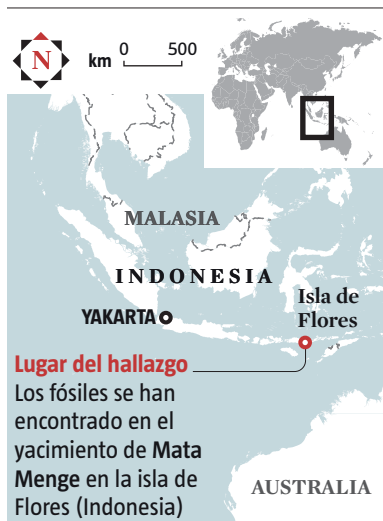 N
km 0 500
MALASIA
INDONESIA
Isla de
Flores
YAKARTA
Lugar del hallazgo
Los fósiles se han
encontrado en el
yacimiento de Mata
Menge en la isla de
Flores (Indonesia)
AUSTRALIA